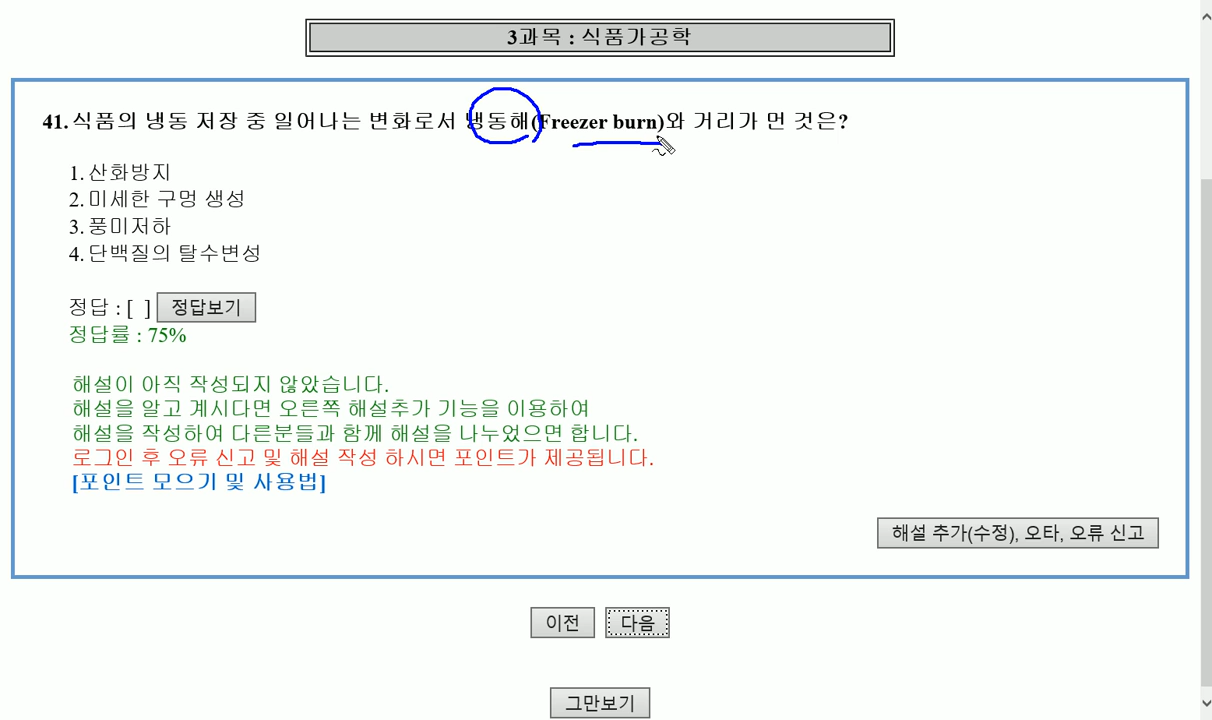 3과목 : 식품가공학
41. 식품의 냉동 저장 중 일어나는 변화로서 냉동해(Freezer burn)와 거리가 먼 것은?
1. 산화방지
2. 미세한 구멍 생성
3. 풍미저하
4. 단백질의 탈수변성
정답 : [ ] 정답보기
정답률 : 75%
해설이 아직 작성되지 않았습니다.
해설을 알고 계시다면 오른쪽 해설추가 기능을 이용하여
해설을 작성하여 다른분들과 함께 해설을 나누었으면 합니다.
로그인 후 오류 신고 및 해설 작성 하시면 포인트가 제공됩니다.
[포인트 모으기 및 사용법]
해설 추가(수정), 오타, 오류 신고
이전 다음
그만보기